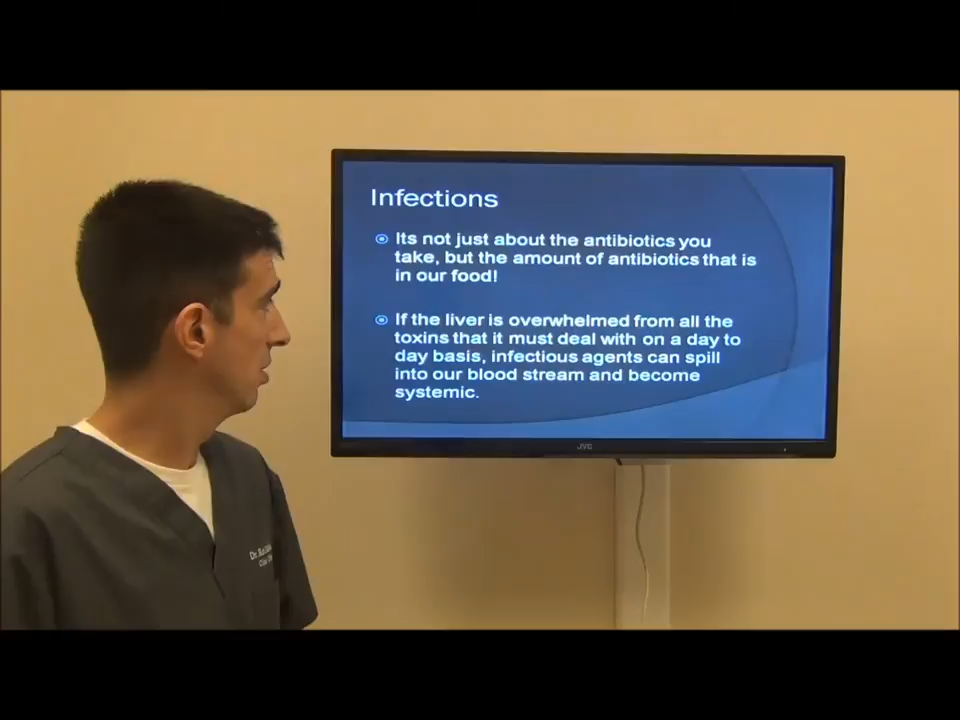 Infections
Its not just about the antibiotics you
take, but the amount of antibiotics that is
in our food!
If the liver is overwhelmed from all the
toxins that it must deal with on a day to
day basis, infectious agents can spill
into our blood stream and become
systemic.
JVC
Dr.